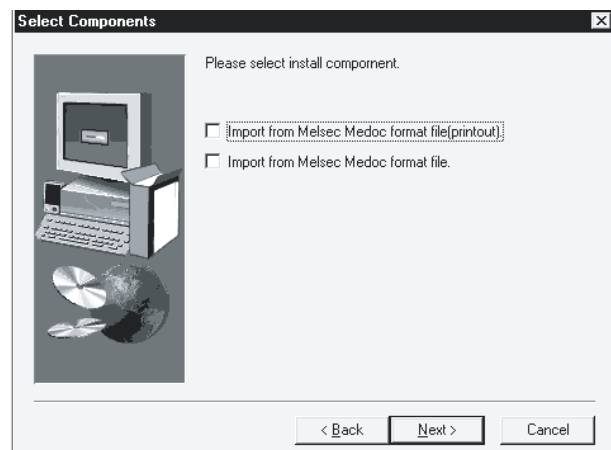 Select Components
Please select install compornent.
Import from Melsec Medoc format file(printout).
Import from Melsec Medoc format file.
< Back
Next >
Cancel